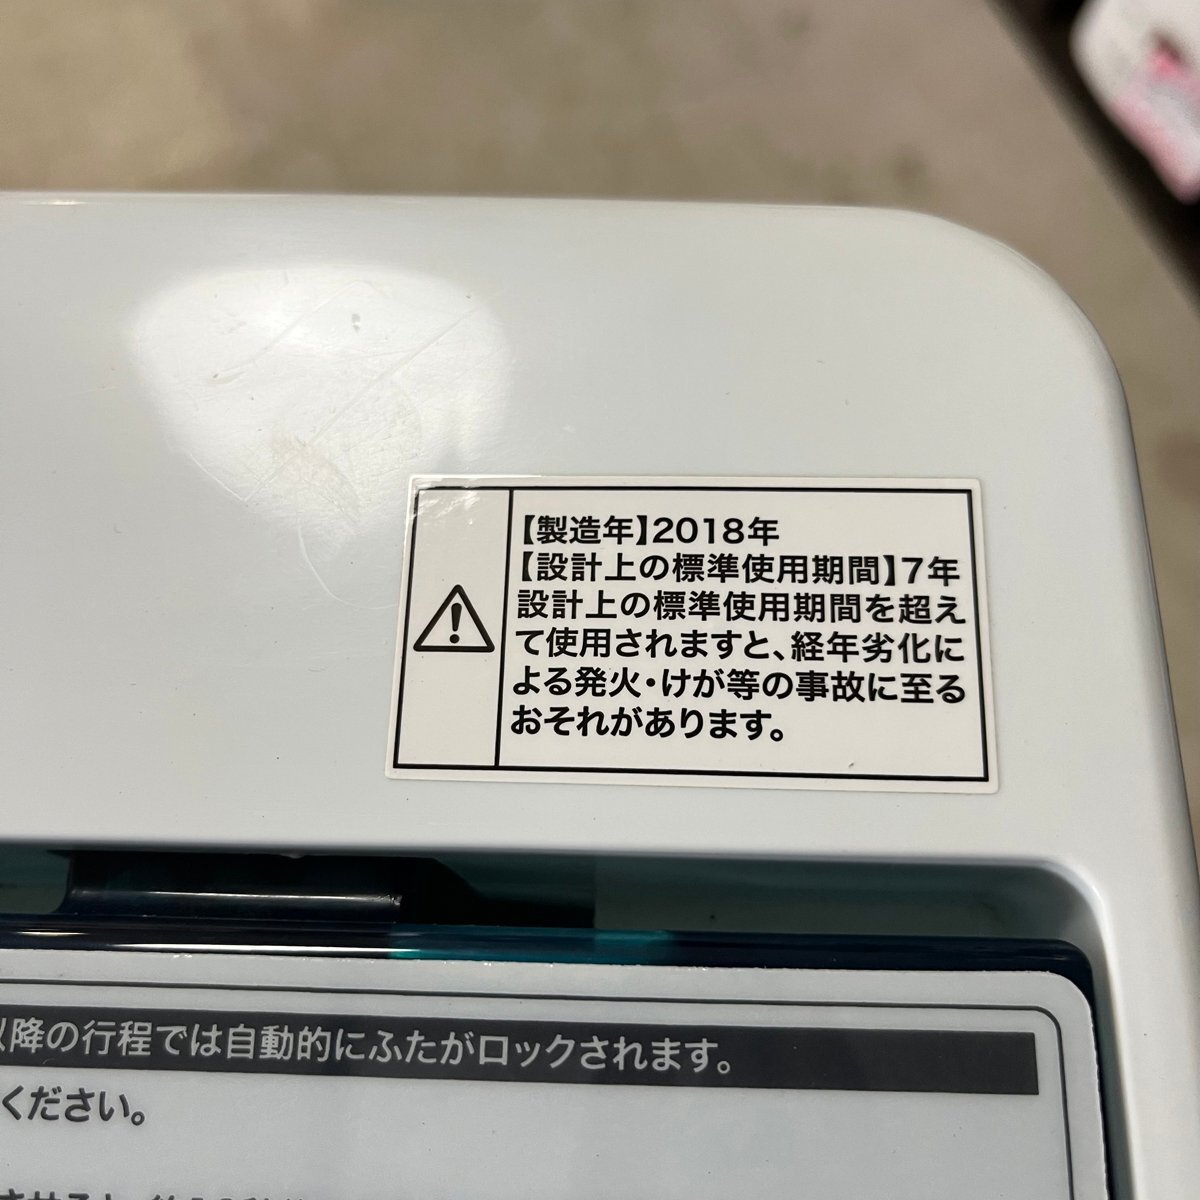 【製造年】2018年
【設計上の標準使用期間】7年
設計上の標準使用期間を超え
て使用されますと、経年劣化に
よる発火・けが等の事故に至る
おそれがあります。
以降の行程では自動的にふたがロックされます。
ください。